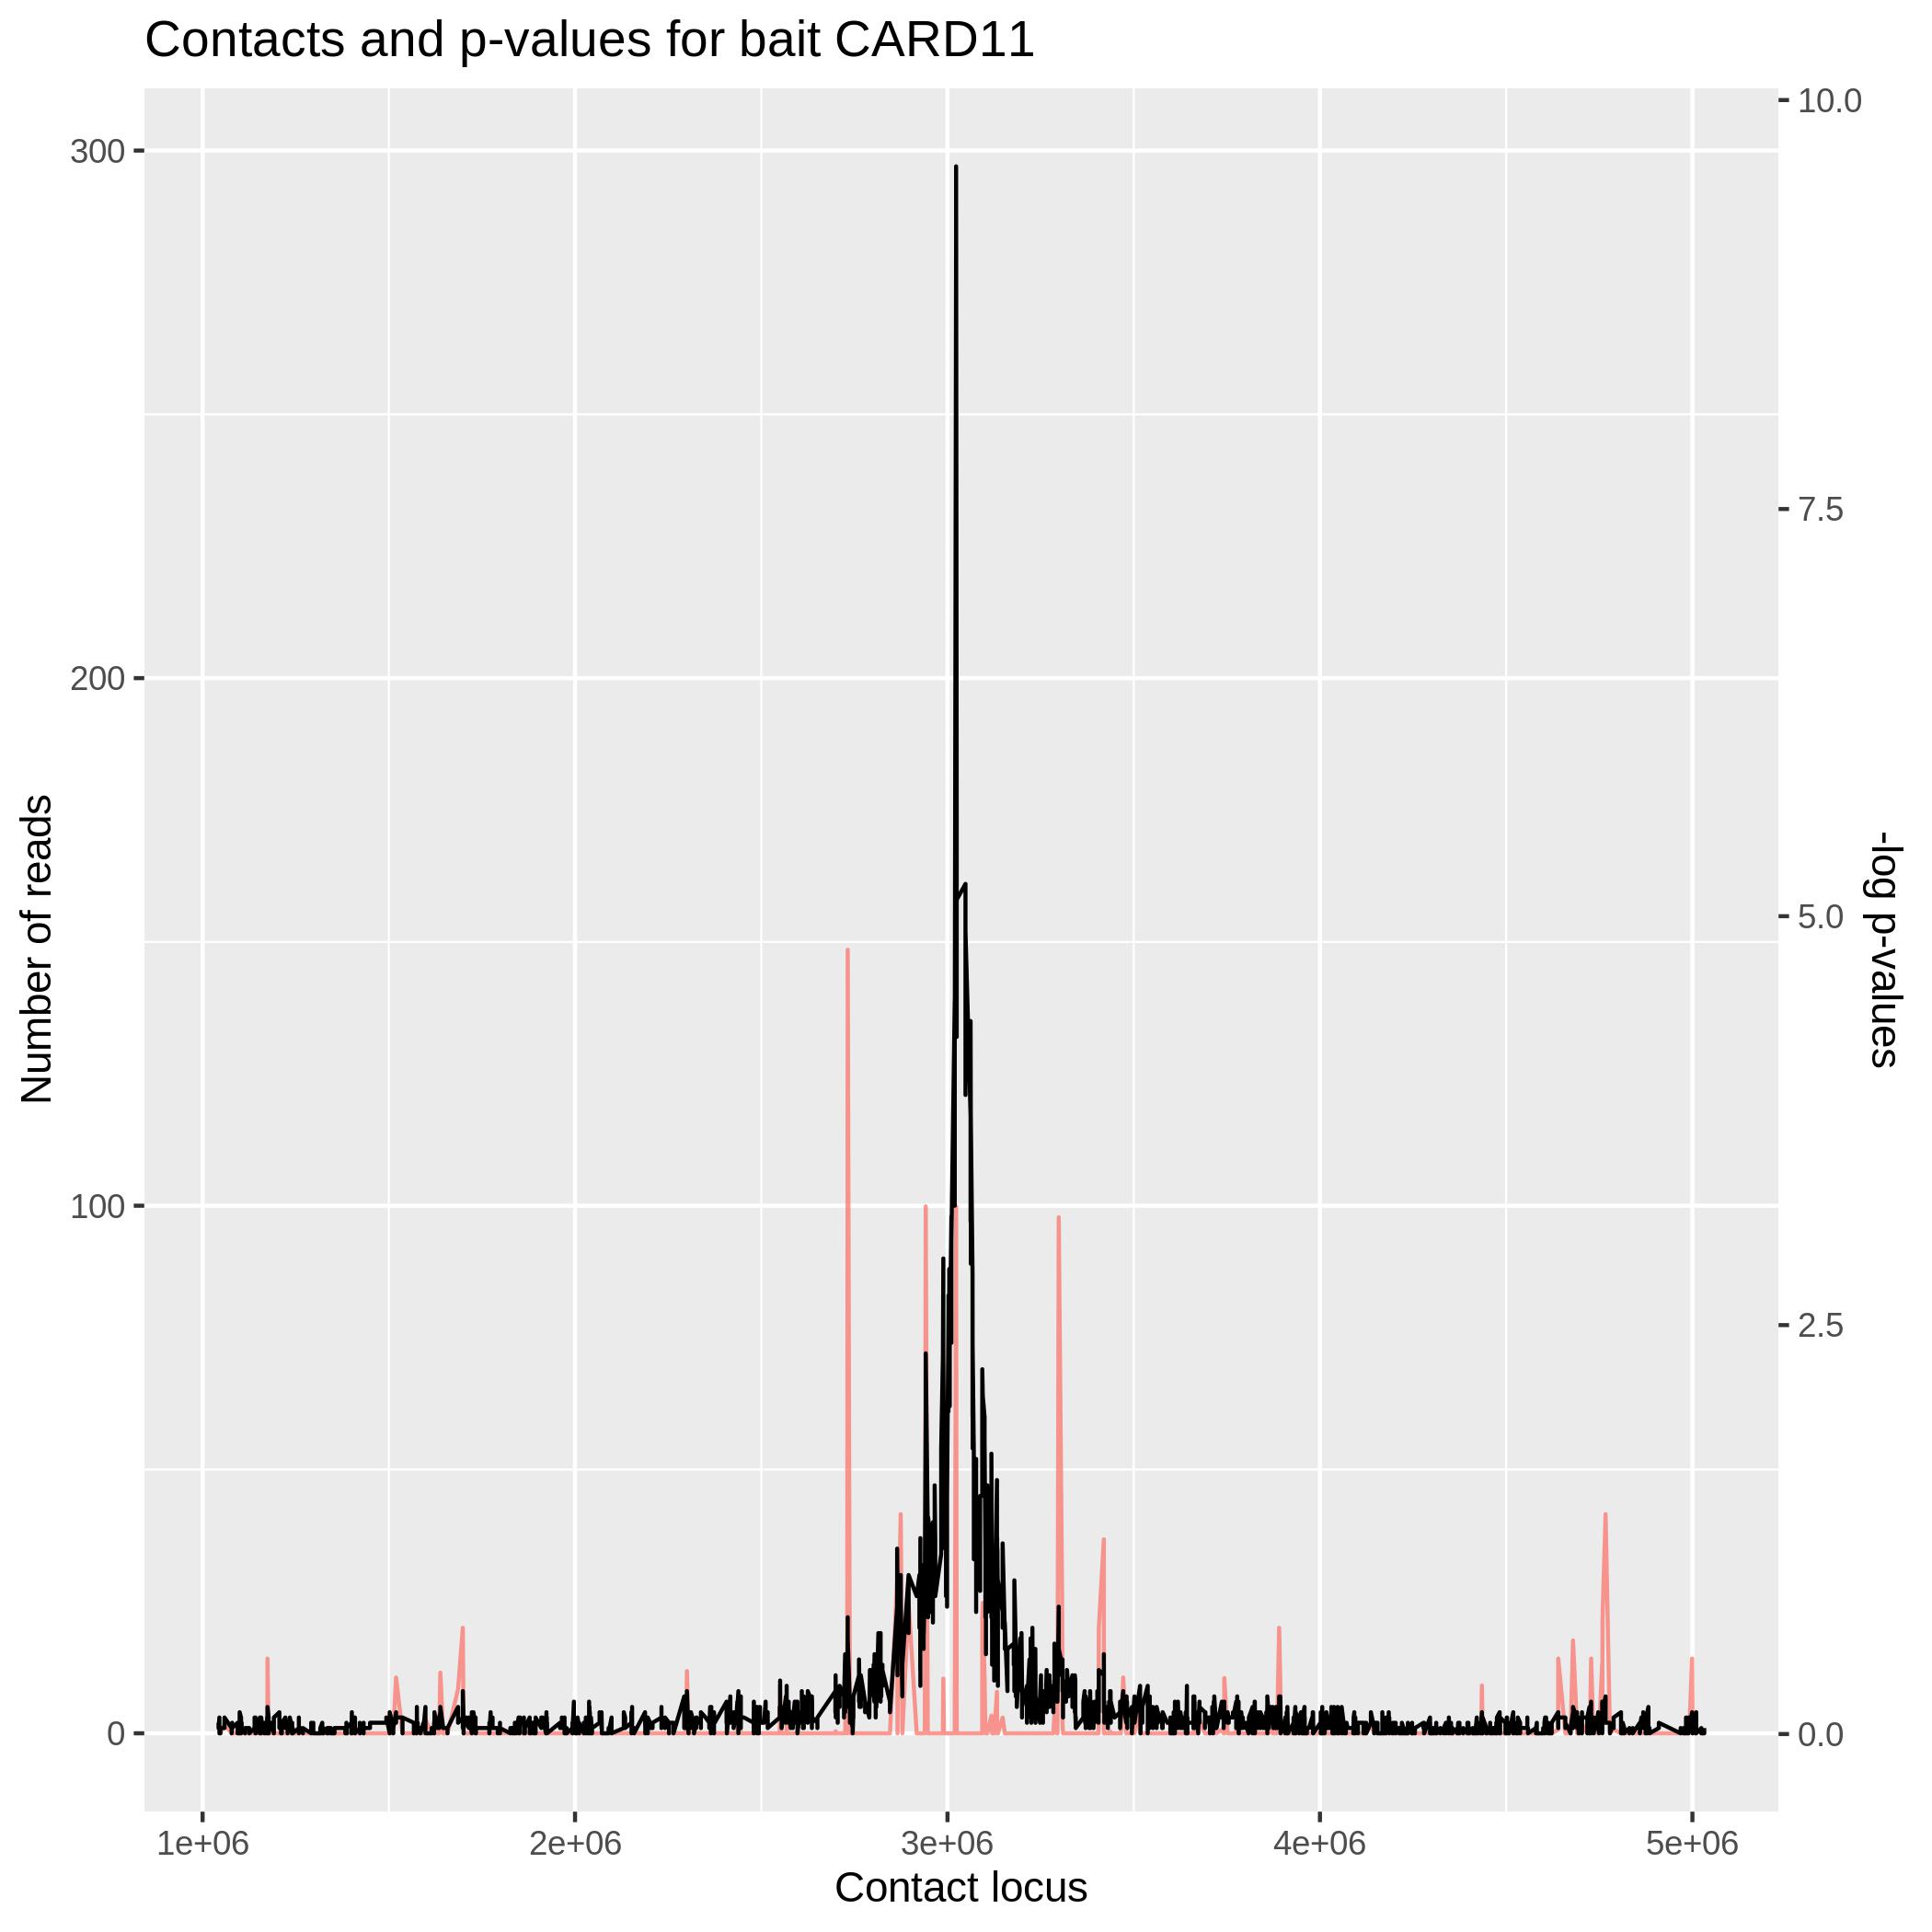 Contacts and p-values for bait CARD11
300
200
100
0
Number of reads
10.0
7.5
5.0
2.5
0.0
-log p-values
1e+06
2e+06
3e+06
4e+06
5e+06
Contact locus